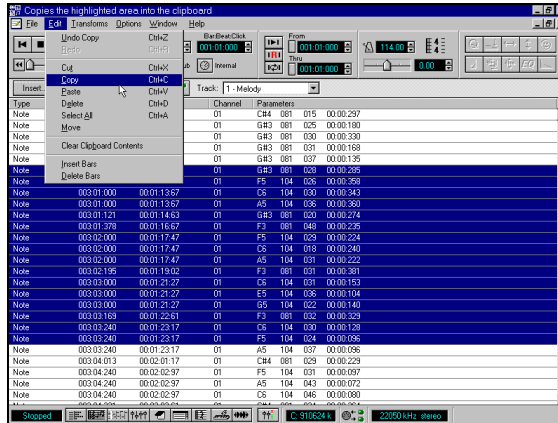 Copies the highlighted area into the clipboard
File Edit Transforms Options Window Help
Undo Copy Ctrl+Z
Redo Ctrl+R
Cut Ctrl+X
Copy Ctrl+C
Paste Ctrl+V
Delete Ctrl+D
Select All Ctrl+A
Move
Clear Clipboard Contents
Insert Bars
Delete Bars
Bar:Beat:Click
001:01:000
Internal
From
001:01:000
Thru
001:01:000
114.00
0.00
Insert
Track: 1 - Melody
Type Channel Parameters
Note 01 C#4 081 015 00:00:297
Note 01 G#3 081 025 00:00:180
Note 01 G#3 081 030 00:00:330
Note 01 G#3 081 031 00:00:168
Note 01 G#3 081 037 00:00:135
Note 01 G#3 081 028 00:00:285
Note 01 F5 104 026 00:00:358
Note 003:01:000 00:01:13:67 01 C6 104 030 00:00:343
Note 003:01:000 00:01:13:67 01 A5 104 036 00:00:360
Note 003:01:121 00:01:14:63 01 G#3 081 020 00:00:274
Note 003:01:378 00:01:16:67 01 F3 081 048 00:00:235
Note 003:02:000 00:01:17:47 01 F5 104 029 00:00:224
Note 003:02:000 00:01:17:47 01 C6 104 018 00:00:240
Note 003:02:000 00:01:17:47 01 A5 104 031 00:00:222
Note 003:02:195 00:01:19:02 01 F3 081 031 00:00:381
Note 003:03:000 00:01:21:27 01 C6 104 031 00:00:153
Note 003:03:000 00:01:21:27 01 E5 104 036 00:00:104
Note 003:03:000 00:01:21:27 01 G5 104 022 00:00:140
Note 003:03:169 00:01:22:61 01 F3 081 032 00:00:329
Note 003:03:240 00:01:23:17 01 C6 104 030 00:00:128
Note 003:03:240 00:01:23:17 01 F5 104 024 00:00:096
Note 003:03:240 00:01:23:17 01 A5 104 037 00:00:096
Note 003:04:013 00:02:01:17 01 C#4 081 029 00:00:229
Note 003:04:240 00:02:02:97 01 F5 104 031 00:00:097
Note 003:04:240 00:02:02:97 01 A5 104 043 00:00:072
Note 003:04:240 00:02:02:97 01 C6 104 046 00:00:080
Stopped C: 910624 k 22050 kHz stereo